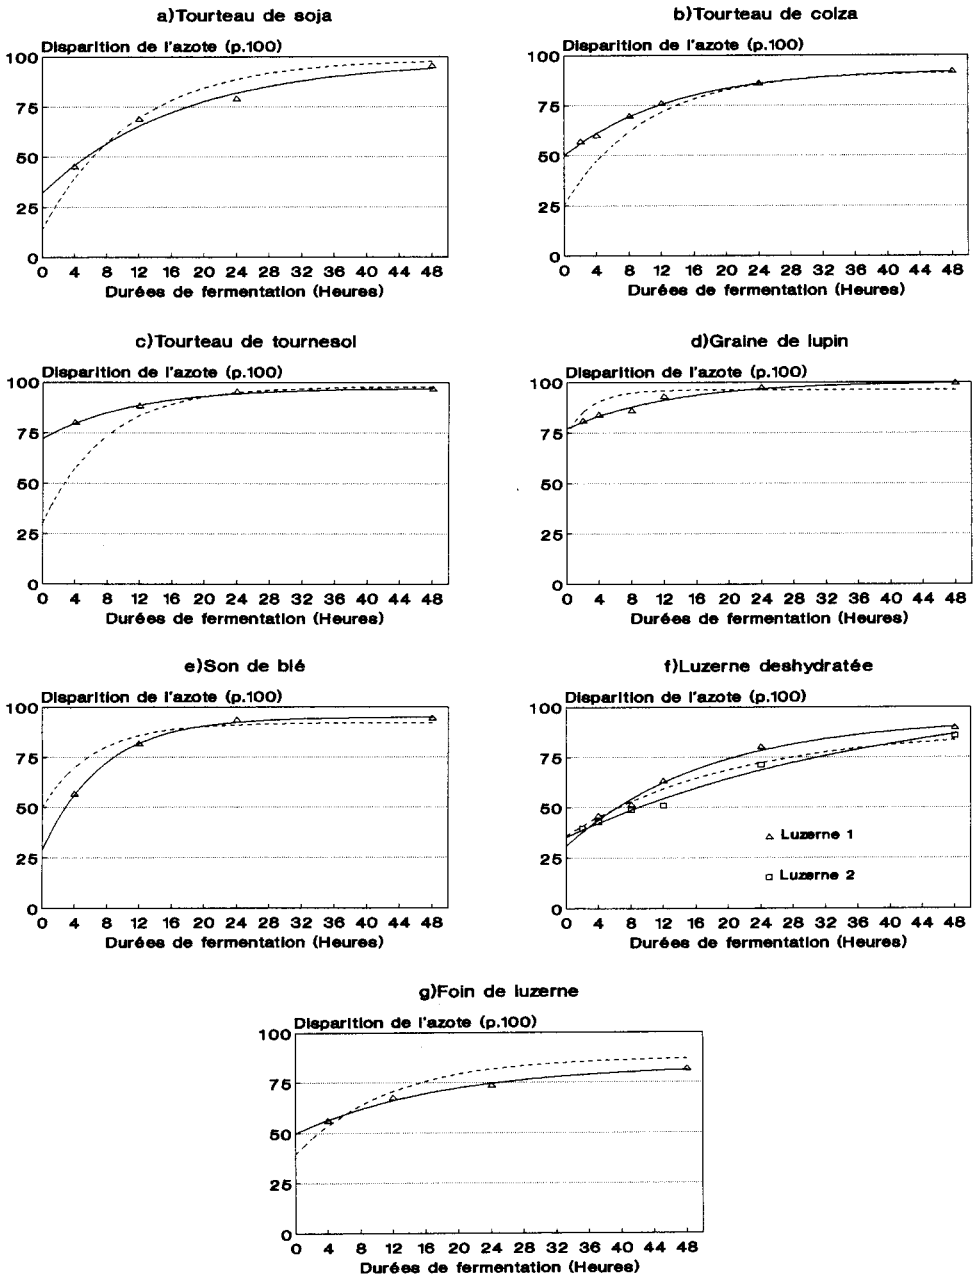 a)Tourteau de soja
Disparition de l'azote (p.100)
100
75
50
25
0
0 4 8 12 16 20 24 28 32 36 40 44 48
Durées de fermentation (Heures)
b)Tourteau de colza
Disparition de l'azote (p.100)
100
75
50
25
0
0 4 8 12 16 20 24 28 32 36 40 44 48
Durées de fermentation (Heures)
c)Tourteau de tournesol
Disparition de l'azote (p.100)
100
75
50
25
0
0 4 8 12 16 20 24 28 32 36 40 44 48
Durées de fermentation (Heures)
d)Graine de lupin
Disparition de l'azote (p.100)
100
75
50
25
0
0 4 8 12 16 20 24 28 32 36 40 44 48
Durées de fermentation (Heures)
e)Son de blé
Disparition de l'azote (p.100)
100
75
50
25
0
0 4 8 12 16 20 24 28 32 36 40 44 48
Durées de fermentation (Heures)
f)Luzerne deshydratée
Disparition de l'azote (p.100)
100
75
50
25
0
Luzerne 1
Luzerne 2
0 4 8 12 16 20 24 28 32 36 40 44 48
Durées de fermentation (Heures)
g)Foin de luzerne
Disparition de l'azote (p.100)
100
75
50
25
0
0 4 8 12 16 20 24 28 32 36 40 44 48
Durées de fermentation (Heures)